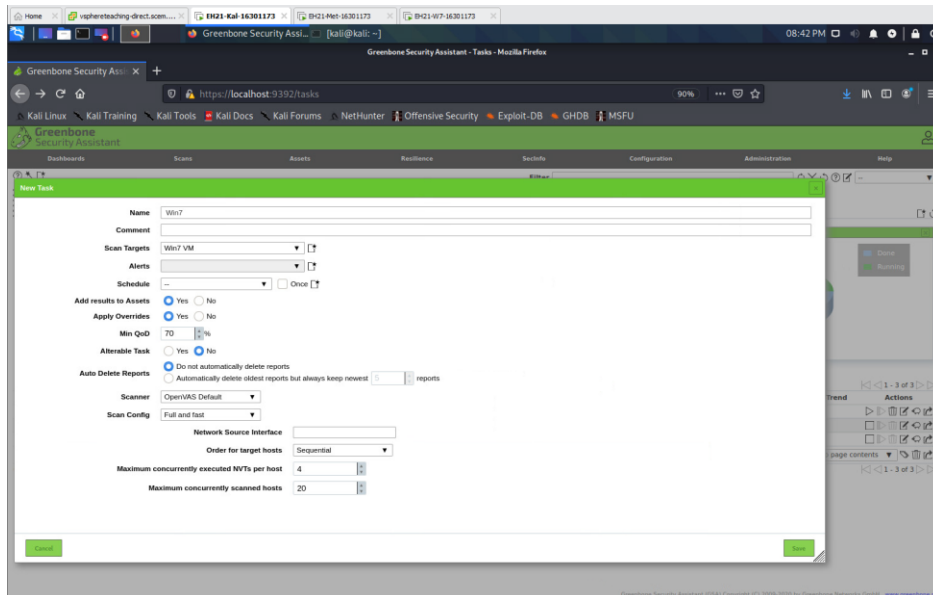 Home
vsphereteaching-direct.scem....
EH21-Kal-16301173
EH21-Met-16301173
EH21-W7-16301173
Greenbone Security Assi...
[kali@kali: ~]
08:42 PM
Greenbone Security Assistant - Tasks - Mozilla Firefox
Greenbone Security Assi
https://localhost:9392/tasks
90%
Kali Linux Kali Training Kali Tools Kali Docs Kali Forums NetHunter Offensive Security Exploit-DB GHDB MSFU
Greenbone
Security Assistant
Dashboards Scans Assets Resilience SecInfo Configuration Administration Help
Filter
--
New Task
Name Win7
Comment
Scan Targets Win7 VM
Alerts
Schedule -- Once
Add results to Assets Yes No
Apply Overrides Yes No
Min QoD 70 %
Alterable Task Yes No
Auto Delete Reports Do not automatically delete reports
Automatically delete oldest reports but always keep newest 5 reports
Scanner OpenVAS Default
Scan Config Full and fast
Network Source Interface
Order for target hosts Sequential
Maximum concurrently executed NVTs per host 4
Maximum concurrently scanned hosts 20
Cancel Save
Done
Running
1 - 3 of 3
Trend Actions
page contents
1 - 3 of 3